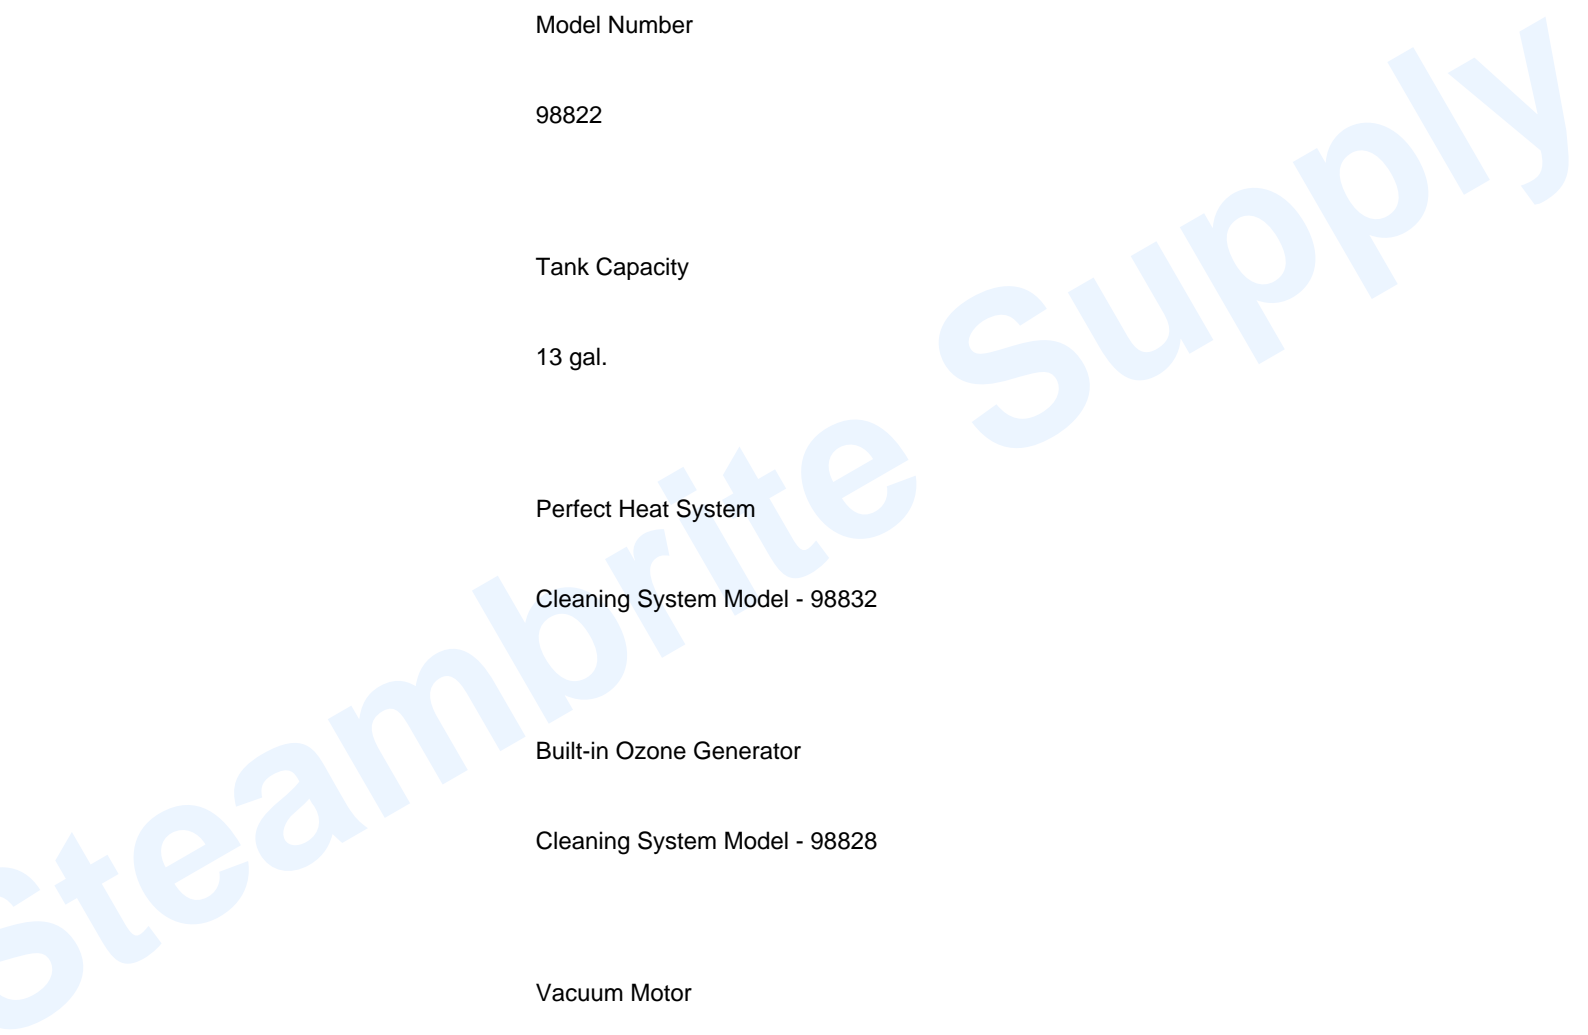 Model Number
98822
Tank Capacity
13 gal.
Perfect Heat System
Cleaning System Model - 98832
Built-in Ozone Generator
Cleaning System Model - 98828
Vacuum Motor
Steambrite Supply